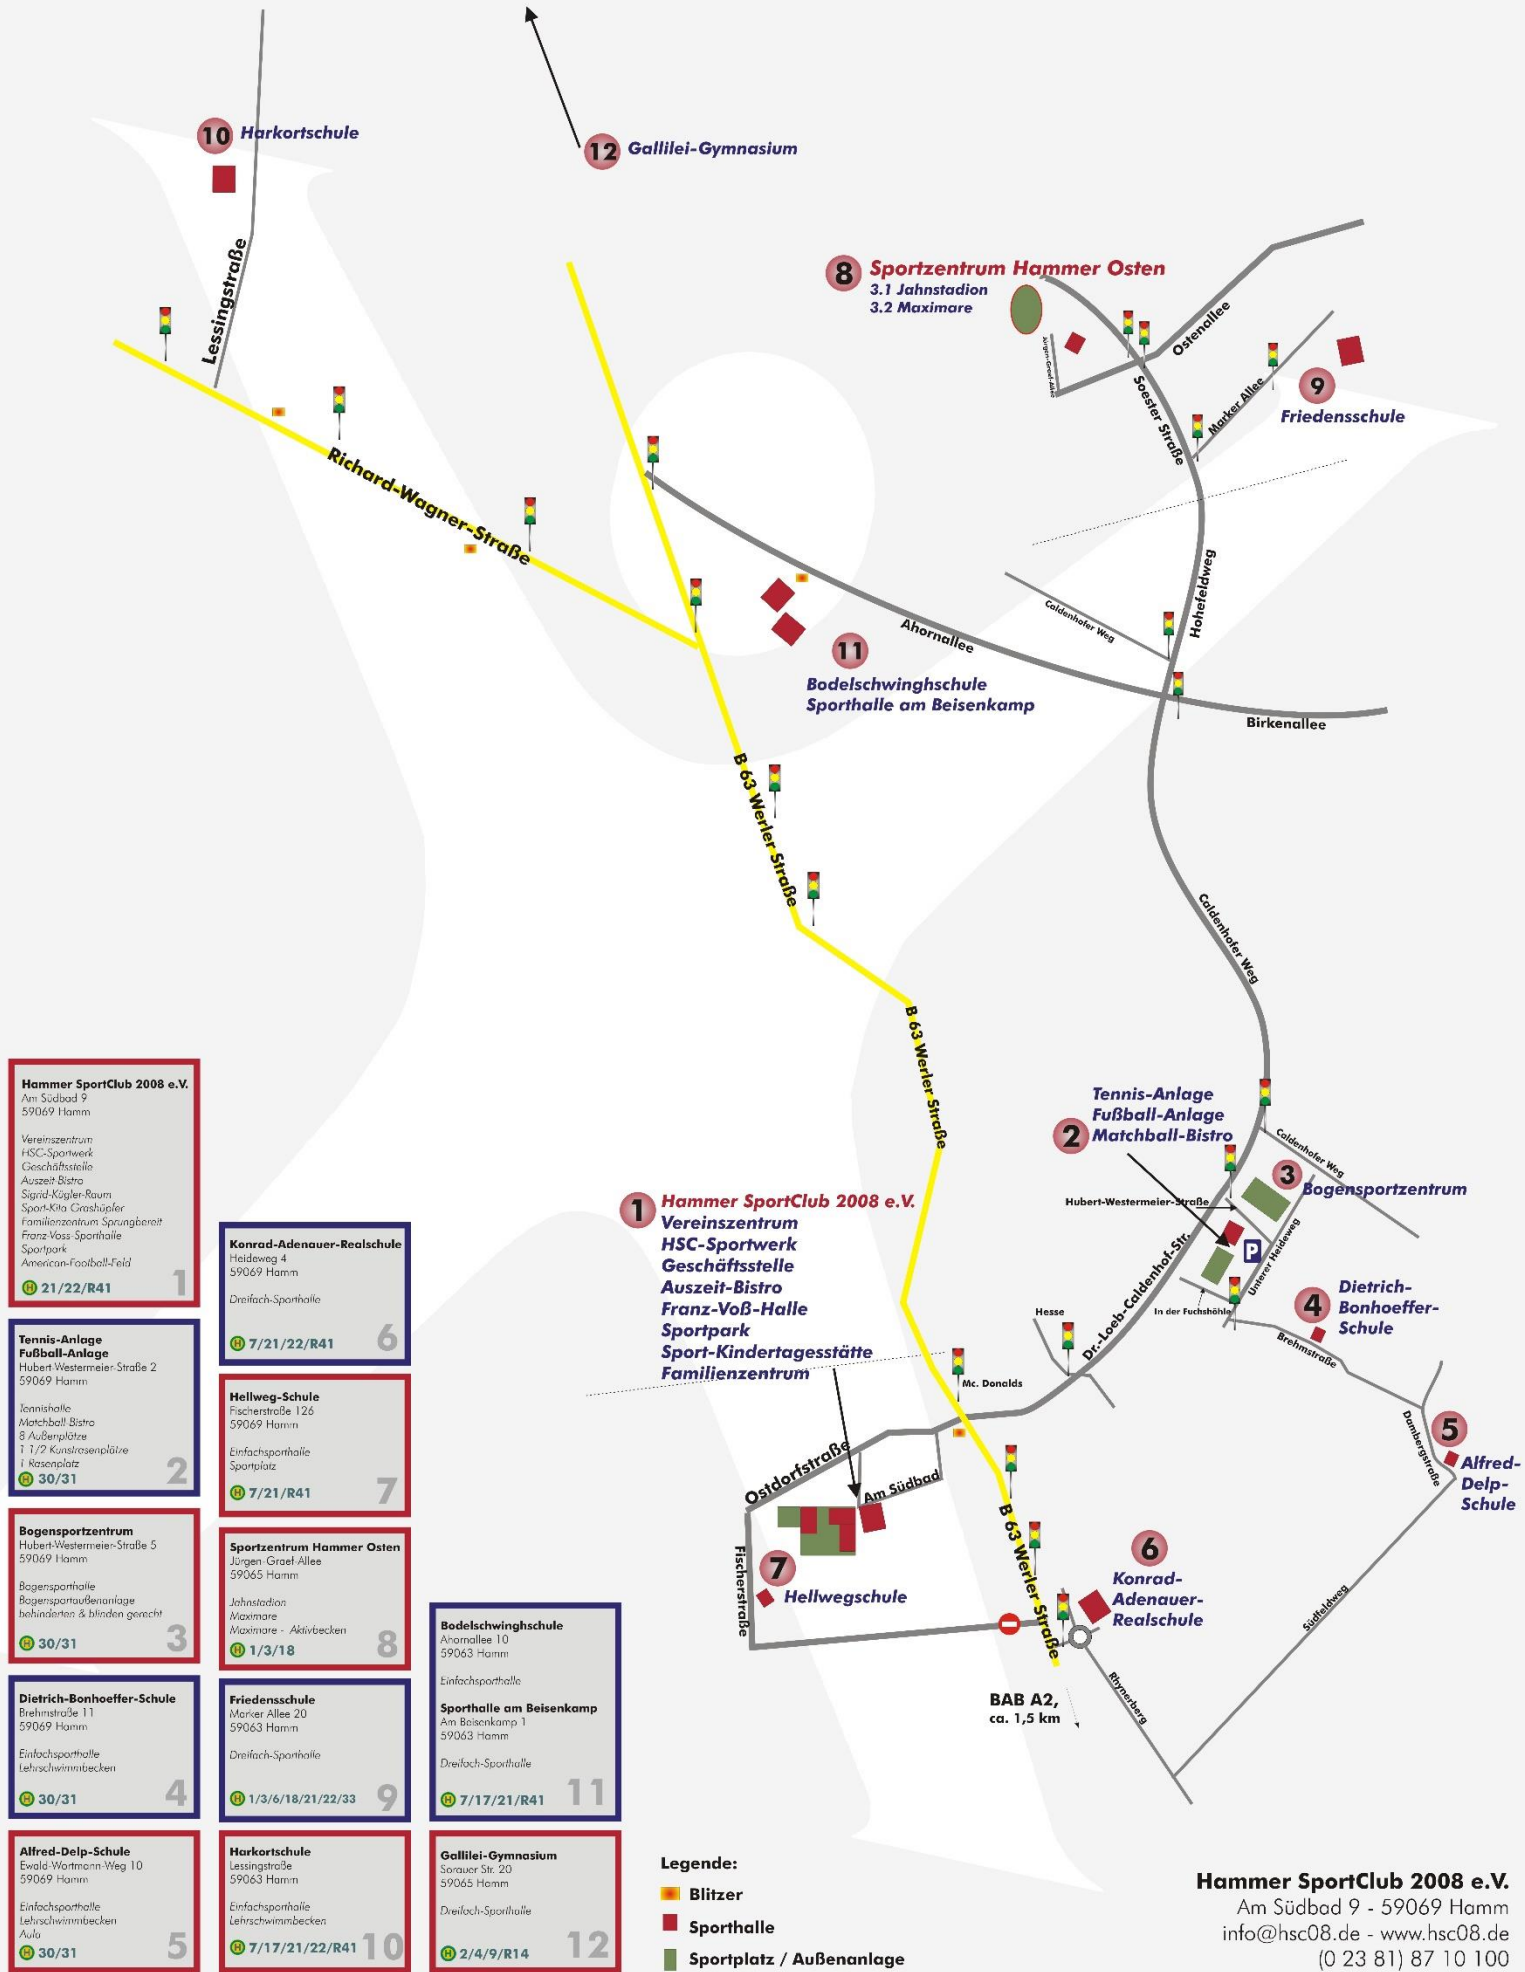 10 Harkortschule
12 Gallilei-Gymnasium
Lessingstraße
8 Sportzentrum Hammer Osten
3.1 Jahnstadion
3.2 Maximare
Jürgen-Graef-Allee
Ostenallee
Soester Straße
Marker Allee
9
Friedensschule
Richard-Wagner-Straße
Hohefeldweg
Caldenhofer Weg
Ahornallee
11
Bodelschwinghschule
Sporthalle am Beisenkamp
Birkenallee
B 63 Werler Straße
Caldenhofer Weg
B 63 Werler Straße
Tennis-Anlage
Fußball-Anlage
2 Matchball-Bistro
Caldenhofer Weg
3
Bogensportzentrum
Hubert-Westermeier-Straße
P
Unterer Heideweg
In der Fuchshöhle
Dr.-Loeb-Caldenhof-Str.
Hesse
4
Dietrich-
Bonhoeffer-
Schule
Brehmstraße
Dambergstraße
5
Alfred-
Delp-
Schule
Südfeldweg
1 Hammer SportClub 2008 e.V.
Vereinszentrum
HSC-Sportwerk
Geschäftsstelle
Auszeit-Bistro
Franz-Voß-Halle
Sportpark
Sport-Kindertagesstätte
Familienzentrum
Mc. Donalds
Ostdorfstraße
Am Südbad
Fischerstraße
7
Hellwegschule
B 63 Werler Straße
6
Konrad-
Adenauer-
Realschule
Rhynerberg
BAB A2,
ca. 1,5 km
Hammer SportClub 2008 e.V.
Am Südbad 9
59069 Hamm
Vereinszentrum
HSC-Sportwerk
Geschäftsstelle
Auszeit-Bistro
Sigrid-Kügler-Raum
Sport-Kita Grashüpfer
Familienzentrum Sprungbereit
Franz-Voss-Sporthalle
Sportpark
American-Football-Feld
H 21/22/R41 1
Tennis-Anlage
Fußball-Anlage
Hubert-Westermeier-Straße 2
59069 Hamm
Tennishalle
Matchball-Bistro
8 Außenplätze
1 1/2 Kunstrasenplätze
1 Rasenplatz
H 30/31 2
Bogensportzentrum
Hubert-Westermeier-Straße 5
59069 Hamm
Bogensporthalle
Bogensportaußenanlage
behinderten & blinden gerecht
H 30/31 3
Dietrich-Bonhoeffer-Schule
Brehmstraße 11
59069 Hamm
Einfachsporthalle
Lehrschwimmbecken
H 30/31 4
Alfred-Delp-Schule
Ewald-Wortmann-Weg 10
59069 Hamm
Einfachsporthalle
Lehrschwimmbecken
Aula
H 30/31 5
Konrad-Adenauer-Realschule
Heideweg 4
59069 Hamm
Dreifach-Sporthalle
H 7/21/22/R41 6
Hellweg-Schule
Fischerstraße 126
59069 Hamm
Einfachsporthalle
Sportplatz
H 7/21/R41 7
Sportzentrum Hammer Osten
Jürgen-Graef-Allee
59065 Hamm
Jahnstadion
Maximare
Maximare - Aktivbecken
H 1/3/18 8
Friedensschule
Marker Allee 20
59063 Hamm
Dreifach-Sporthalle
H 1/3/6/18/21/22/33 9
Harkortschule
Lessingstraße
59063 Hamm
Einfachsporthalle
Lehrschwimmbecken
H 7/17/21/22/R41 10
Bodelschwinghschule
Ahornallee 10
59063 Hamm
Einfachsporthalle
Sporthalle am Beisenkamp
Am Beisenkamp 1
59063 Hamm
Dreifach-Sporthalle
H 7/17/21/R41 11
Gallilei-Gymnasium
Sorauer Str. 20
59065 Hamm
Dreifach-Sporthalle
H 2/4/9/R14 12
Legende:
Blitzer
Sporthalle
Sportplatz / Außenanlage
Hammer SportClub 2008 e.V.
Am Südbad 9 - 59069 Hamm
info@hsc08.de - www.hsc08.de
(0 23 81) 87 10 100